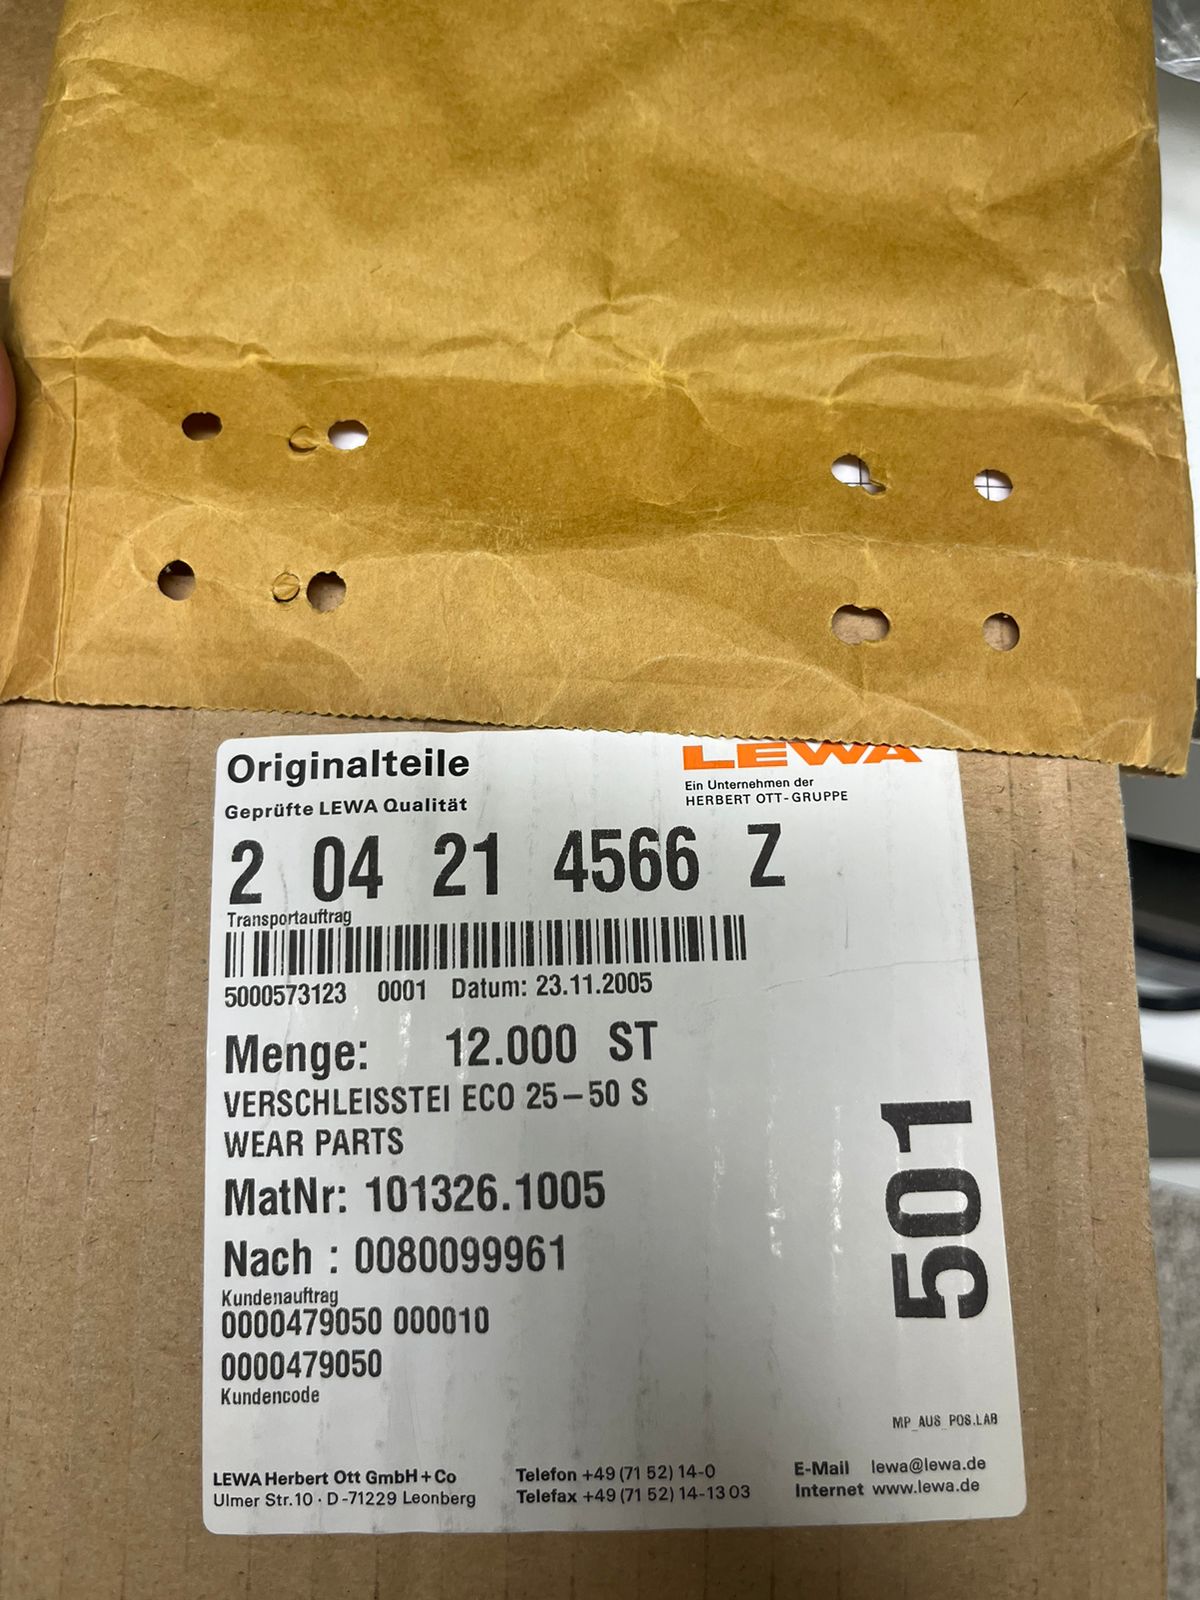 Originalteile
LEWA
Geprüfte LEWA Qualität
Ein Unternehmen der
HERBERT OTT-GRUPPE
2 04 21 4566 Z
Transportauftrag
5000573123 0001 Datum: 23.11.2005
Menge: 12.000 ST
VERSCHLEISSTEI ECO 25-50 S
WEAR PARTS
MatNr: 101326.1005
Nach : 0080099961
Kundenauftrag
0000479050 000010
0000479050
Kundencode
501
MP_AUS_POS.LAB
LEWA Herbert Ott GmbH+Co
Ulmer Str.10 · D-71229 Leonberg
Telefon +49 (71 52) 14-0
Telefax +49 (71 52) 14-13 03
E-Mail lewa@lewa.de
Internet www.lewa.de